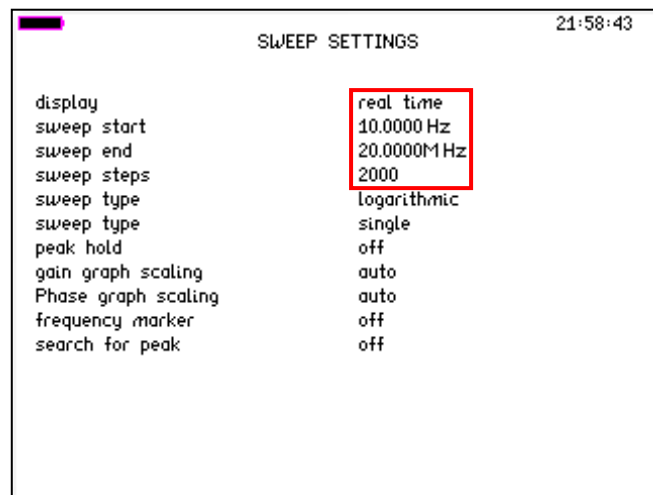 21:58:43
SWEEP SETTINGS
display real time
sweep start 10.0000 Hz
sweep end 20.0000M Hz
sweep steps 2000
sweep type logarithmic
sweep type single
peak hold off
gain graph scaling auto
Phase graph scaling auto
frequency marker off
search for peak off